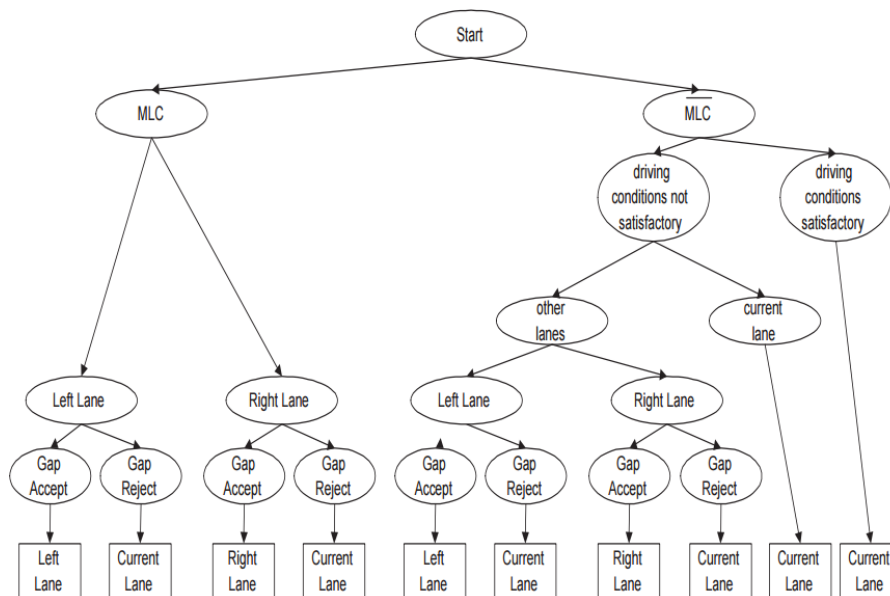 Start
MLC
M̅L̅C̅
driving
conditions not
satisfactory
driving
conditions
satisfactory
other
lanes
current
lane
Left Lane
Right Lane
Left Lane
Right Lane
Gap
Accept
Gap
Reject
Gap
Accept
Gap
Reject
Gap
Accept
Gap
Reject
Gap
Accept
Gap
Reject
Left
Lane
Current
Lane
Right
Lane
Current
Lane
Left
Lane
Current
Lane
Right
Lane
Current
Lane
Current
Lane
Current
Lane